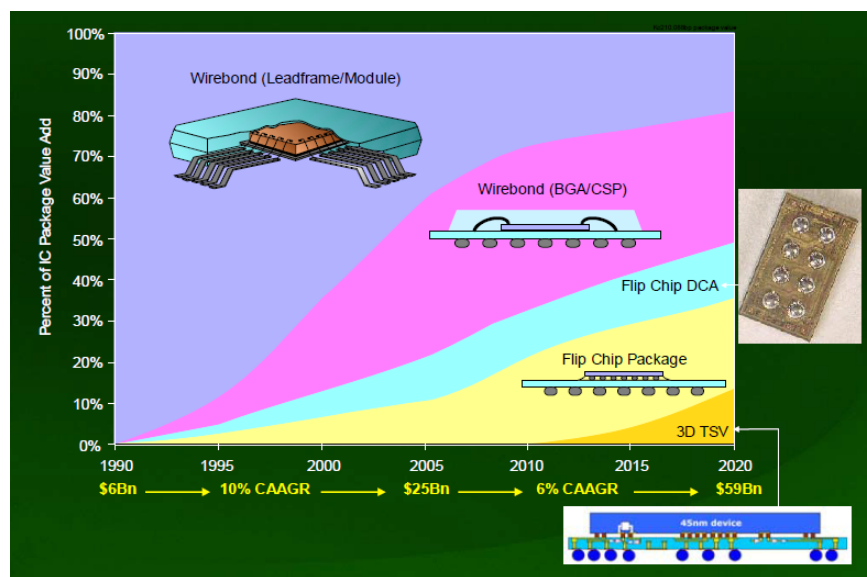 100%
90%
80%
70%
60%
50%
40%
30%
20%
10%
0%
Percent of IC Package Value Add
Wirebond (Leadframe/Module)
Wirebond (BGA/CSP)
Flip Chip DCA
Flip Chip Package
3D TSV
1990 1995 2000 2005 2010 2015 2020
$6Bn 10% CAAGR $25Bn 6% CAAGR $59Bn
45nm device